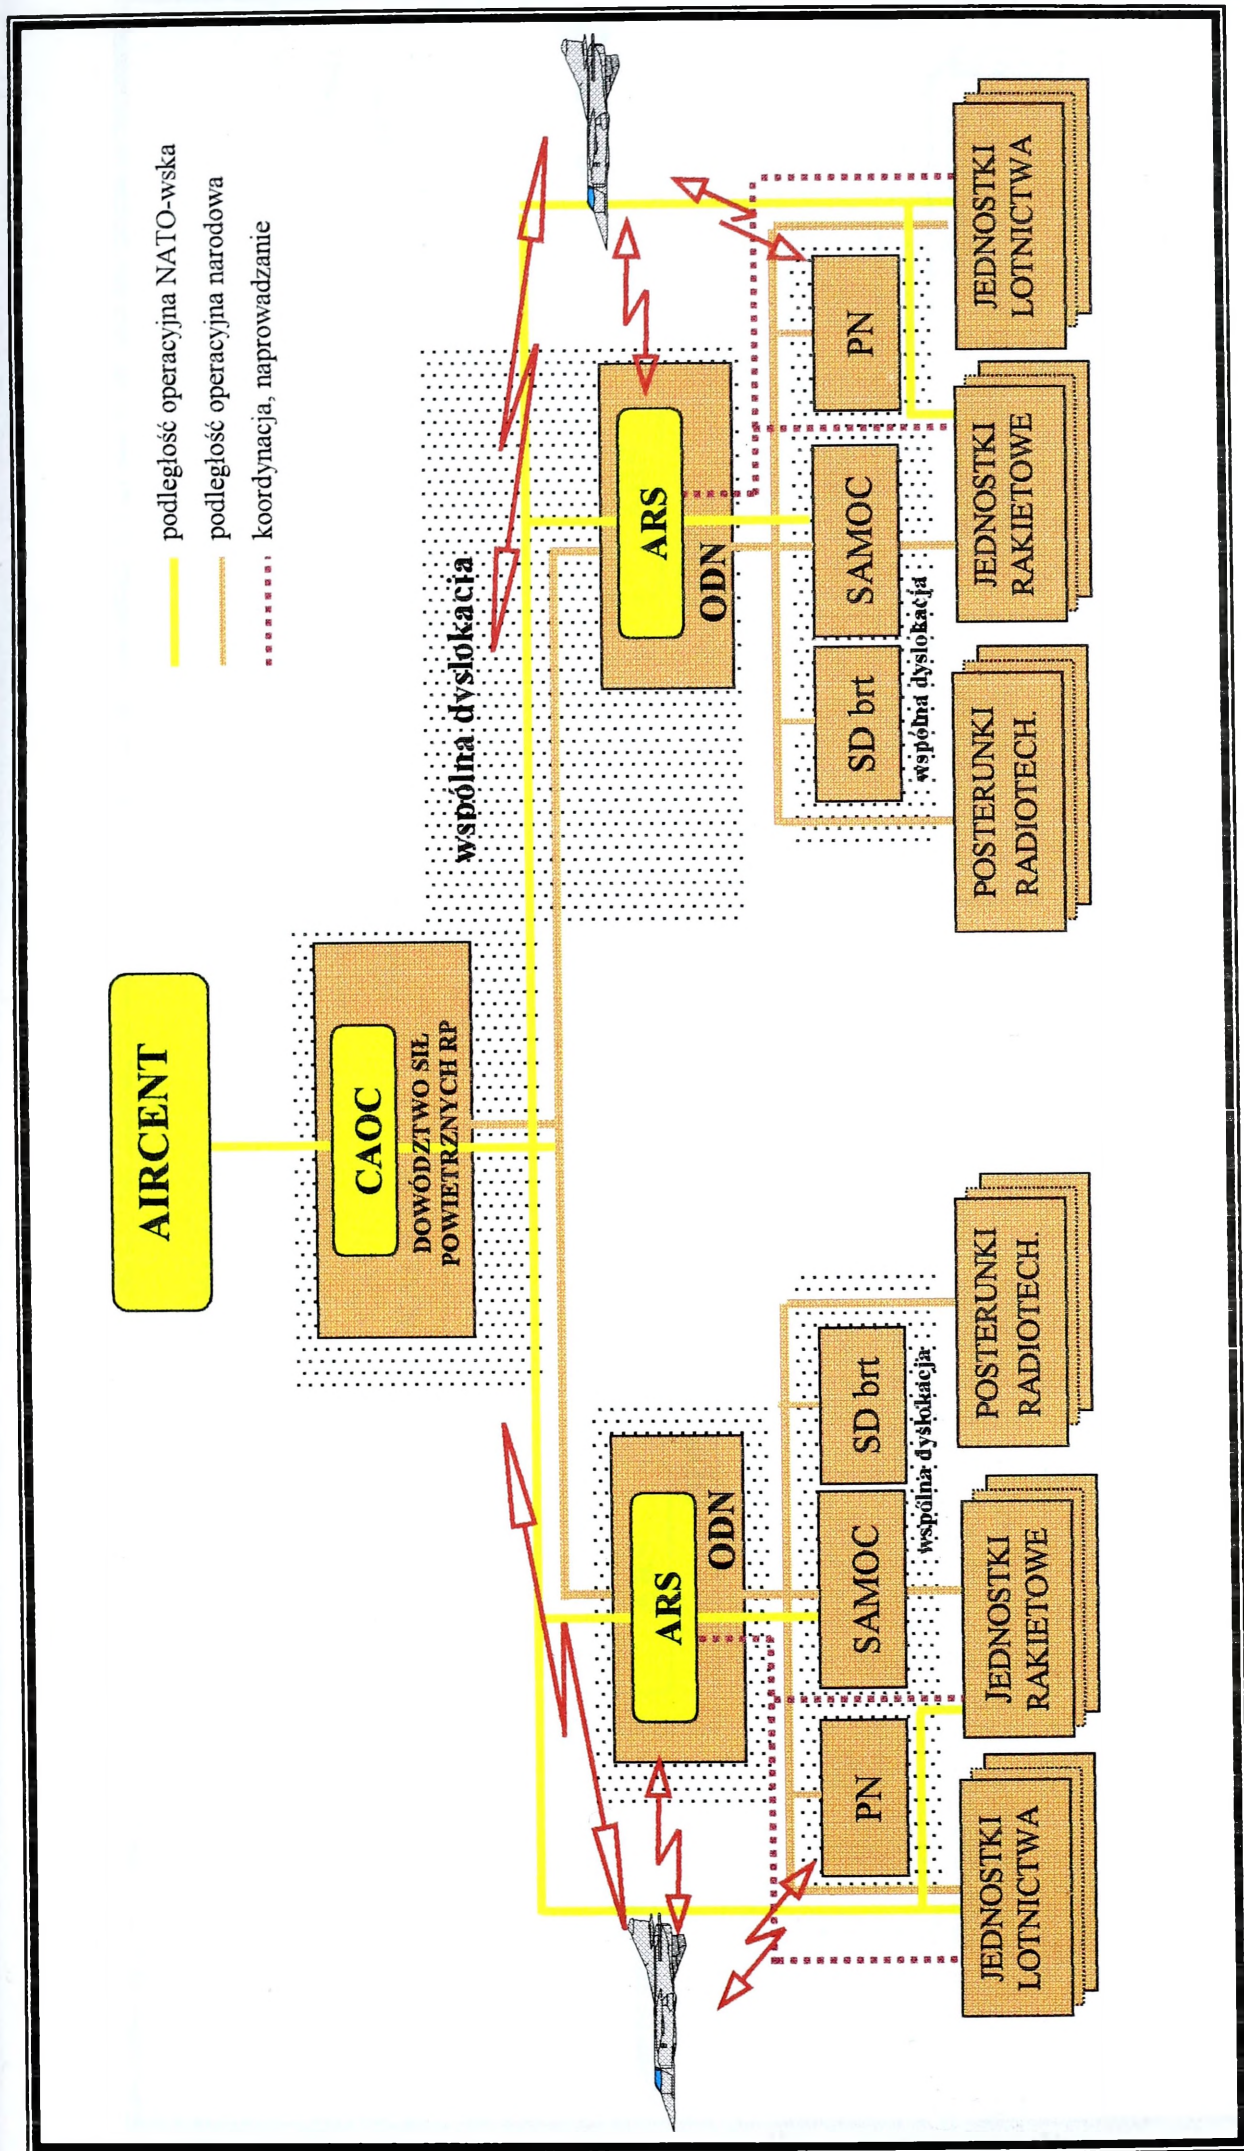 podległość operacyjna NATO-wska
podległość operacyjna narodowa
koordynacja, naprowadzanie
AIRCENT
CAOC
DOWÓDZTWO SIŁ
POWIETRZNYCH RP
wspólna dyslokacja
ARS
ODN
ARS
ODN
PN
SAMOC
SD brt
wspólna dyslokacja
SD brt
SAMOC
PN
wspólna dyslokacja
JEDNOSTKI
LOTNICTWA
JEDNOSTKI
RAKIETOWE
POSTERUNKI
RADIOTECH.
POSTERUNKI
RADIOTECH.
JEDNOSTKI
RAKIETOWE
JEDNOSTKI
LOTNICTWA